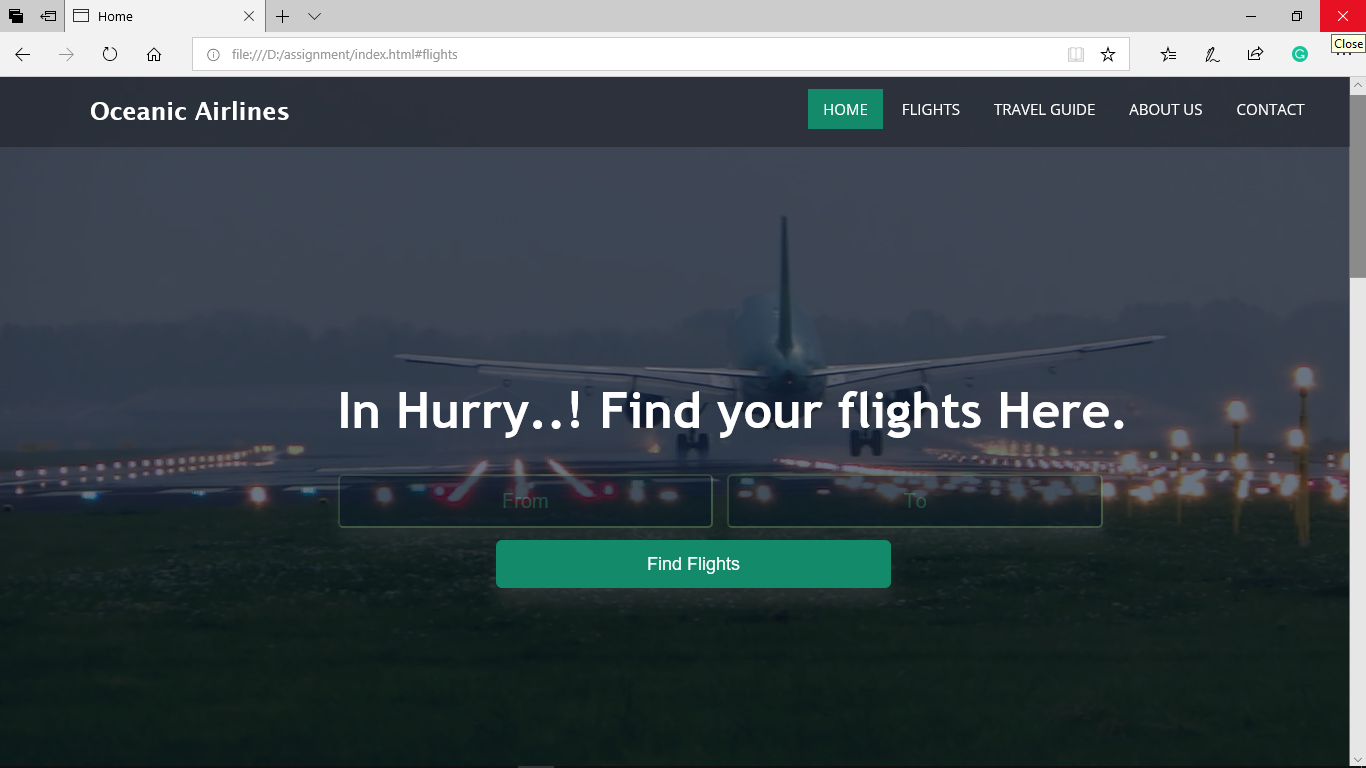 Home
file:///D:/assignment/index.html#flights
Close
Oceanic Airlines
HOME FLIGHTS TRAVEL GUIDE ABOUT US CONTACT
In Hurry..! Find your flights Here.
From To
Find Flights